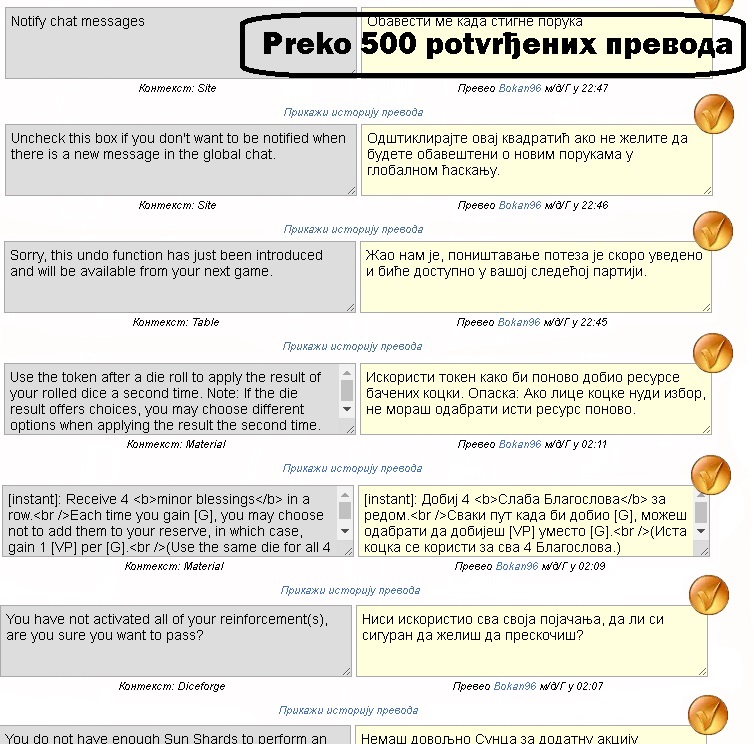 Notify chat messages
Обавести ме када стигне порука
Preko 500 potvrђених превода
Контекст: Site
Превео Bokan96 м/д/Г у 22:47
Прикажи историју превода
Uncheck this box if you don't want to be notified when
there is a new message in the global chat.
Одштиклирајте овај квадратић ако не желите да
будете обавештени о новим порукама у
глобалном ћаскању.
Контекст: Site
Превео Bokan96 м/д/Г у 22:46
Прикажи историју превода
Sorry, this undo function has just been introduced
and will be available from your next game.
Жао нам је, поништавање потеза је скоро уведено
и биће доступно у вашој следећој партији.
Контекст: Table
Превео Bokan96 м/д/Г у 22:45
Прикажи историју превода
Use the token after a die roll to apply the result of
your rolled dice a second time. Note: If the die
result offers choices, you may choose different
options when applying the result the second time.
Искористи токен како би поново добио ресурсе
бачених коцки. Опаска: Ако лице коцке нуди избор,
не мораш одабрати исти ресурс поново.
Контекст: Material
Превео Bokan96 м/д/Г у 02:11
Прикажи историју превода
[instant]: Receive 4 <b>minor blessings</b> in a
row.<br />Each time you gain [G], you may choose
not to add them to your reserve, in which case,
gain 1 [VP] per [G].<br />(Use the same die for all 4
[instant]: Добиј 4 <b>Слаба Благослова</b> за
редом.<br />Сваки пут када би добио [G], можеш
одабрати да добијеш [VP] уместо [G].<br />(Иста
коцка се користи за сва 4 Благослова.)
Контекст: Material
Превео Bokan96 м/д/Г у 02:09
Прикажи историју превода
You have not activated all of your reinforcement(s),
are you sure you want to pass?
Ниси искористио сва своја појачања, да ли си
сигуран да желиш да прескочиш?
Контекст: Diceforge
Превео Bokan96 м/д/Г у 02:07
Прикажи историју превода
You do not have enough Sun Shards to perform an
Немаш довољно Сунца за додатну акцију